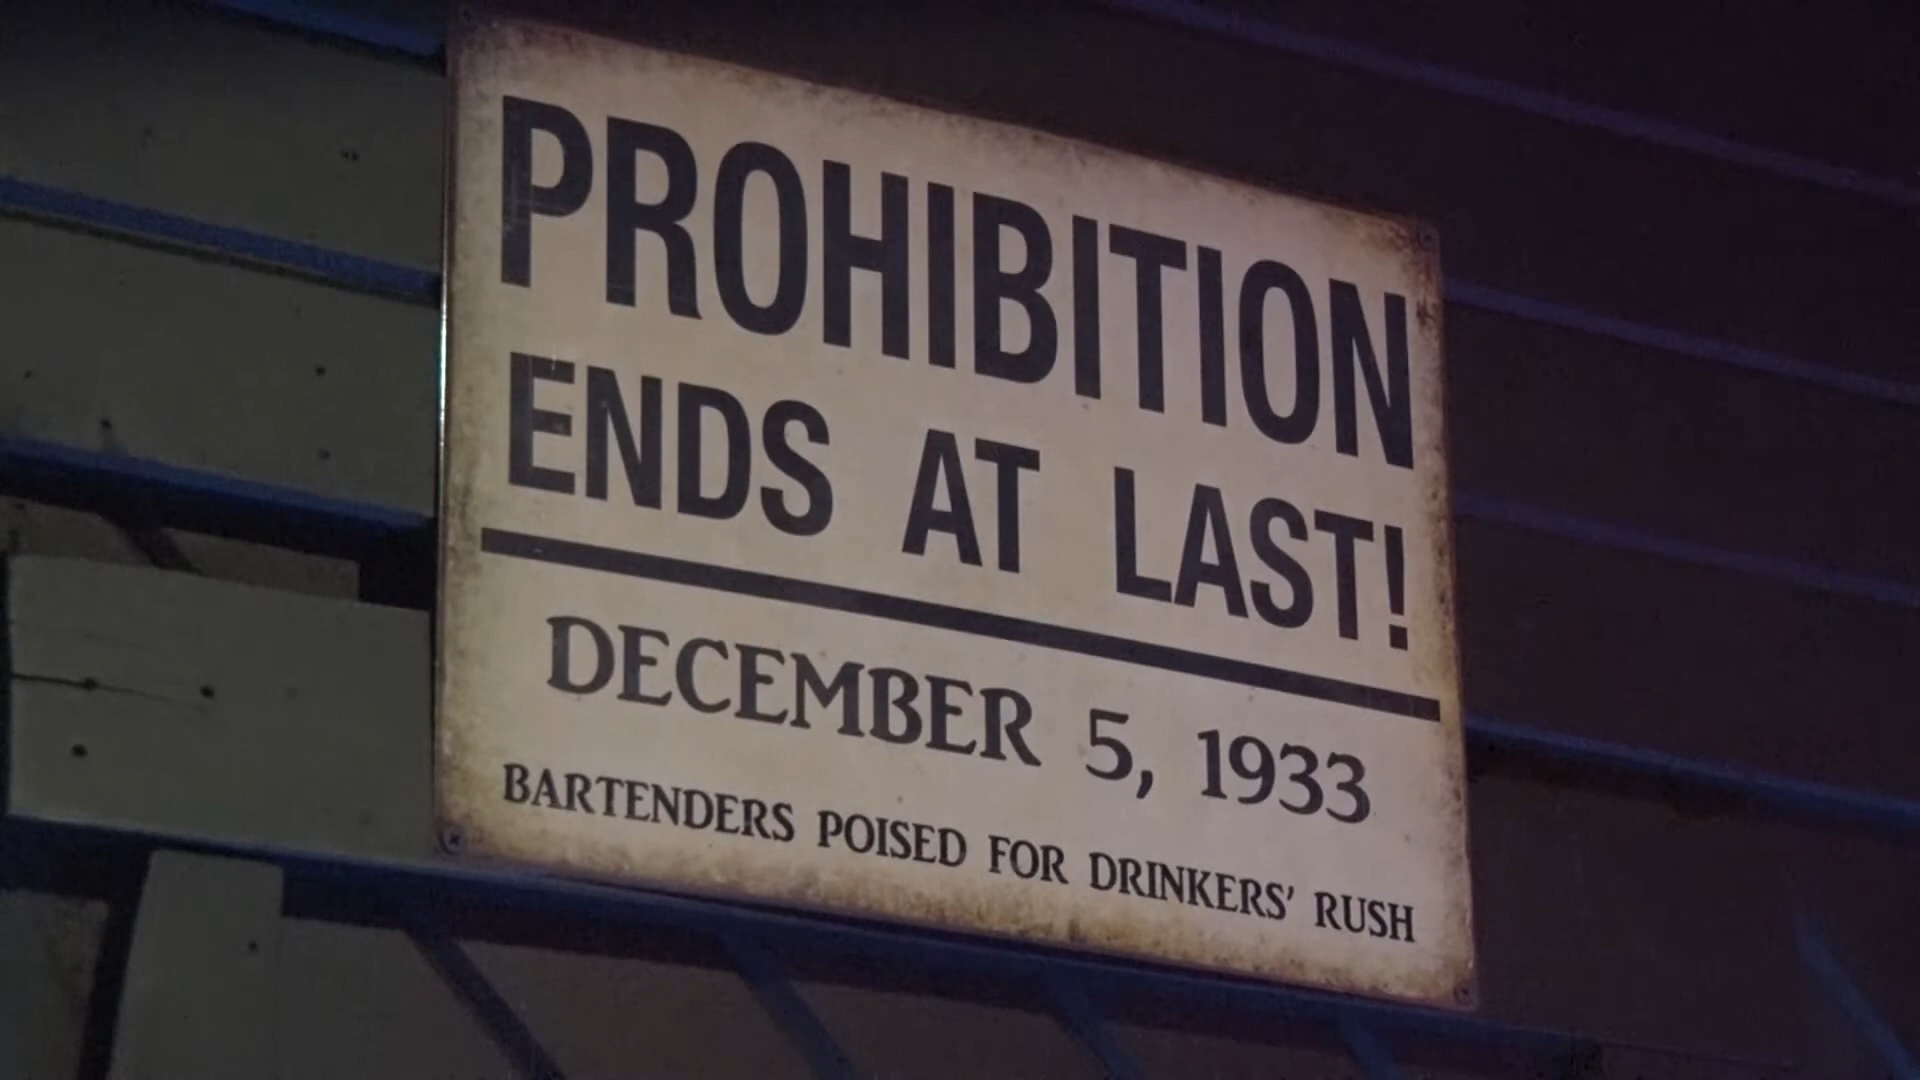 PROHIBITION
ENDS AT LAST!
DECEMBER 5, 1933
BARTENDERS POISED FOR DRINKERS' RUSH